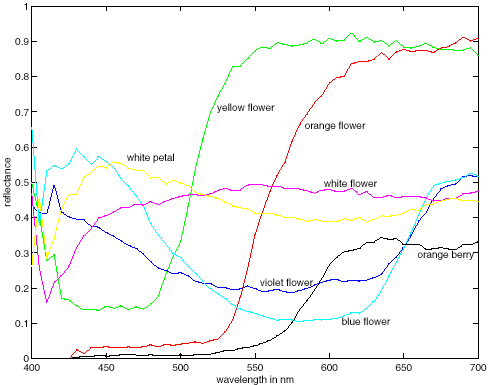 1
0.9
0.8
0.7
0.6
0.5
0.4
0.3
0.2
0.1
0
reflectance
yellow flower
orange flower
white petal
white flower
orange berry
violet flower
blue flower
400
450
500
550
600
650
700
wavelength in nm